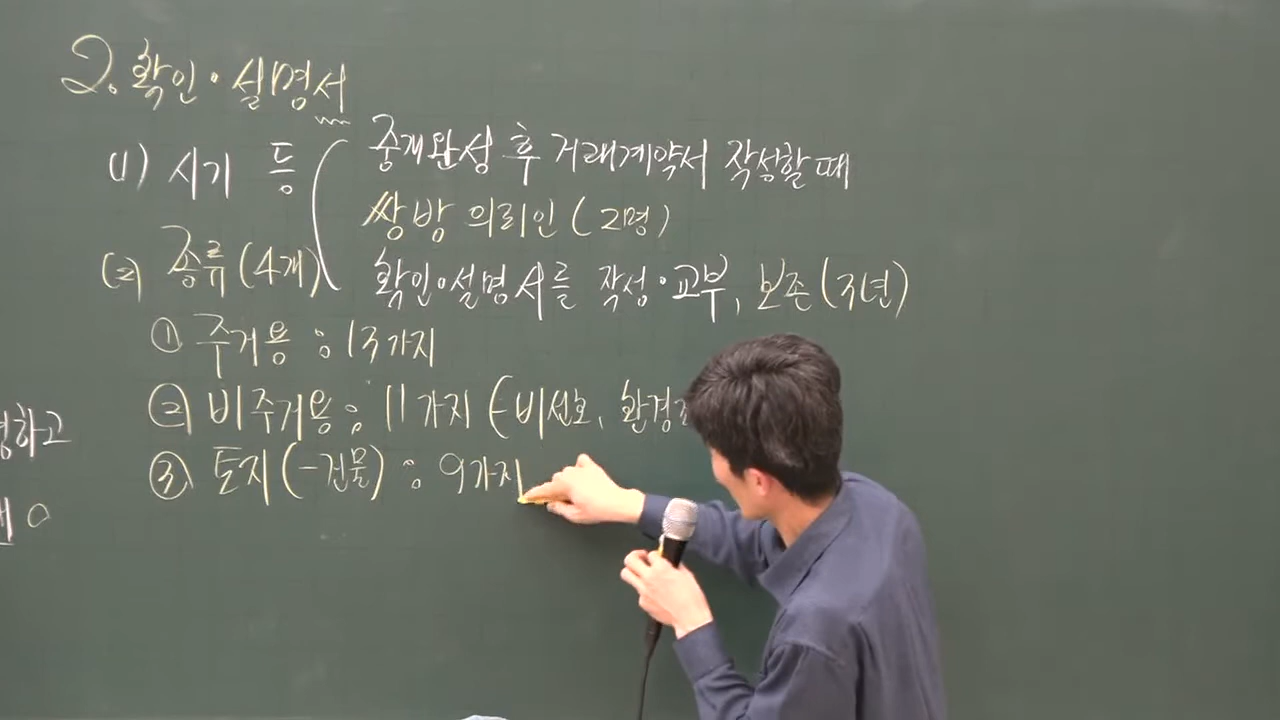 2. 확인·설명서
(1) 시기 등
중개완성 후 거래계약서 작성할 때
쌍방 의뢰인 (2명)
확인·설명서를 작성·교부, 보존(3년)
(2) 종류(4개)
① 주거용 : 13가지
② 비주거용 : 11가지 (-비선호, 환경
③ 토지(-건물) : 9가지
하고